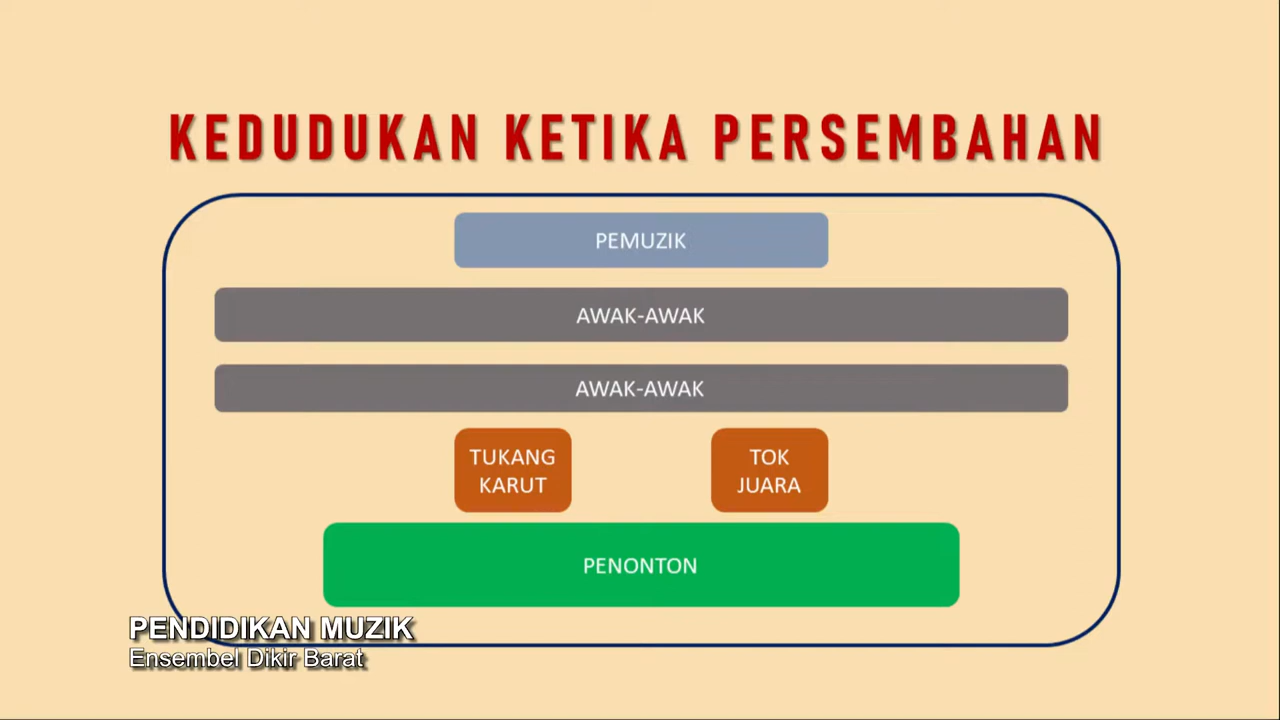 KEDUDUKAN KETIKA PERSEMBAHAN
PEMUZIK
AWAK-AWAK
AWAK-AWAK
TUKANG
KARUT
TOK
JUARA
PENONTON
PENDIDIKAN MUZIK
Ensembel Dikir Barat